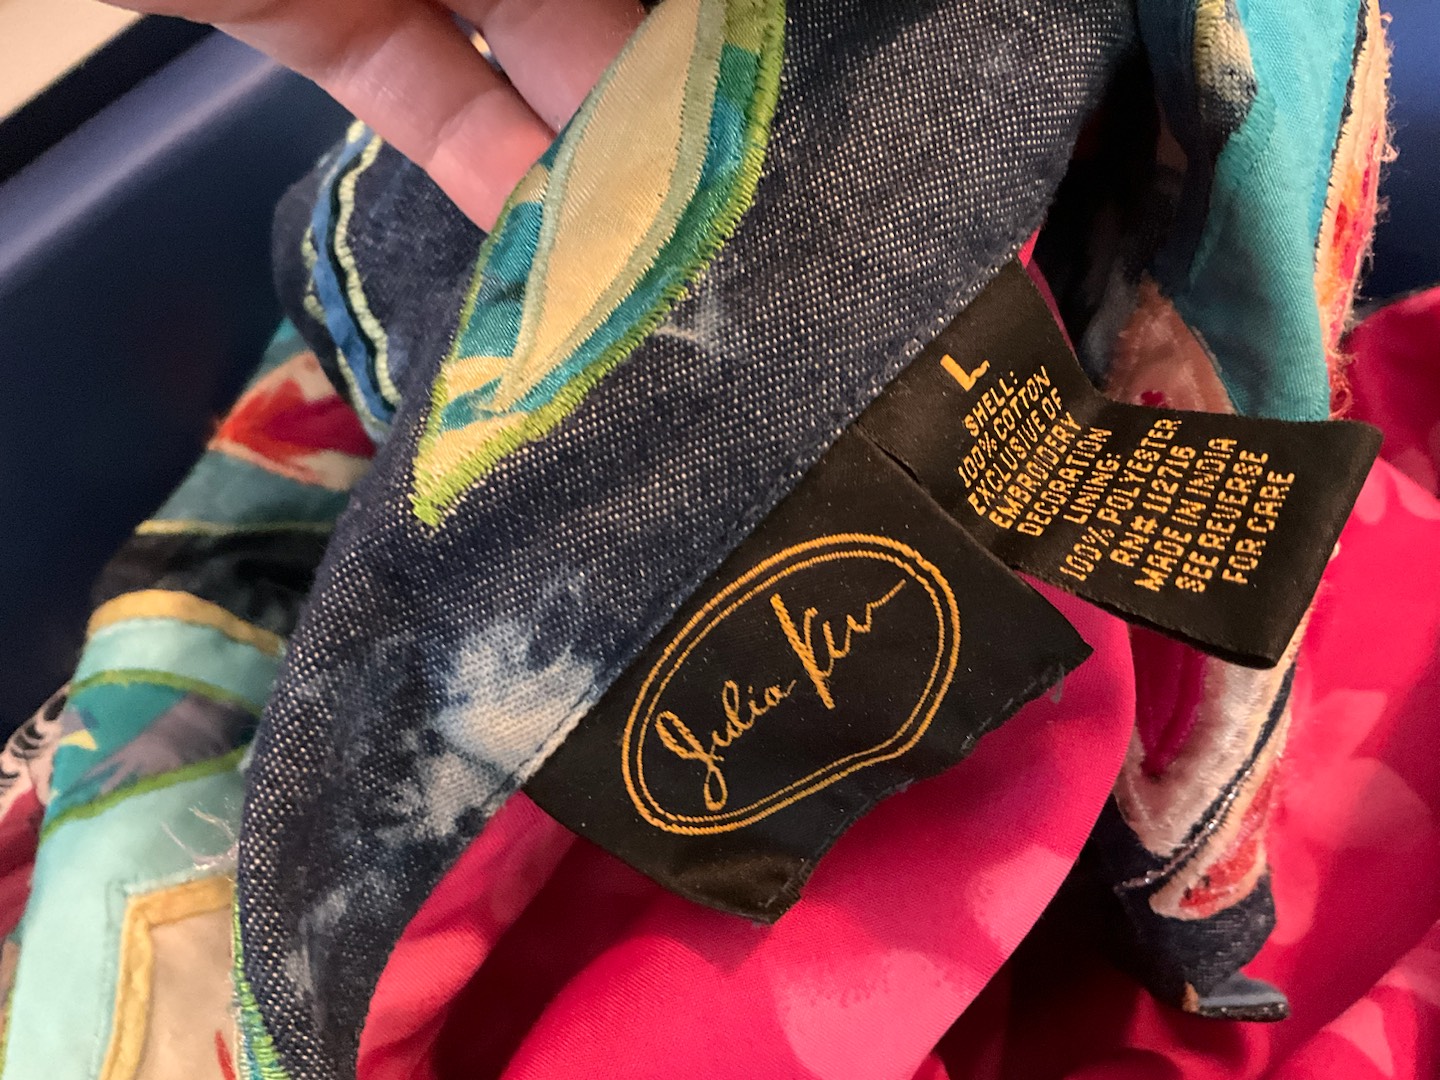 L
SHELL:
100% COTTON
EXCLUSIVE OF
EMBROIDERY
DECORATION
LINING:
100% POLYESTER
RN# 112716
MADE IN INDIA
SEE REVERSE
FOR CARE
Julia Kew